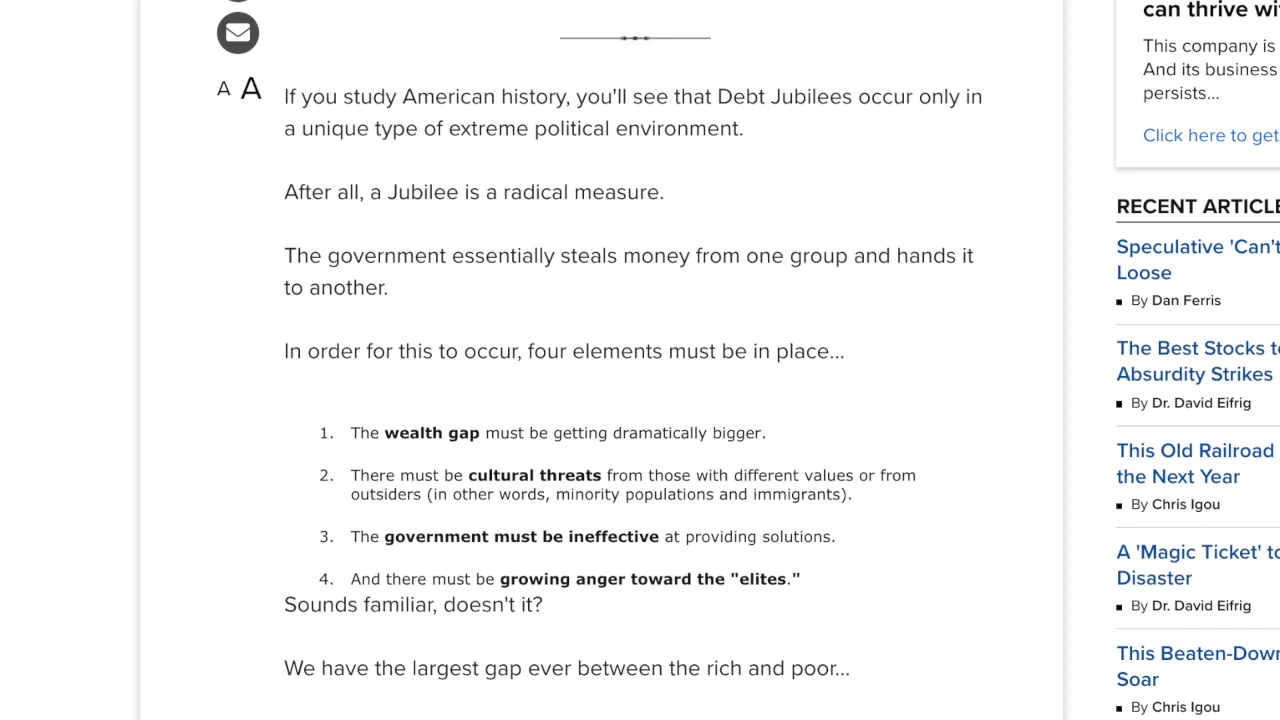 A A
If you study American history, you'll see that Debt Jubilees occur only in
a unique type of extreme political environment.
After all, a Jubilee is a radical measure.
The government essentially steals money from one group and hands it
to another.
In order for this to occur, four elements must be in place...
1. The wealth gap must be getting dramatically bigger.
2. There must be cultural threats from those with different values or from
outsiders (in other words, minority populations and immigrants).
3. The government must be ineffective at providing solutions.
4. And there must be growing anger toward the "elites."
Sounds familiar, doesn't it?
We have the largest gap ever between the rich and poor...
can thrive wi
This company is
And its business
persists...
Click here to get
RECENT ARTICLE
Speculative 'Can't
Loose
By Dan Ferris
The Best Stocks t
Absurdity Strikes
By Dr. David Eifrig
This Old Railroad
the Next Year
By Chris Igou
A 'Magic Ticket' to
Disaster
By Dr. David Eifrig
This Beaten-Down
Soar
By Chris Igou